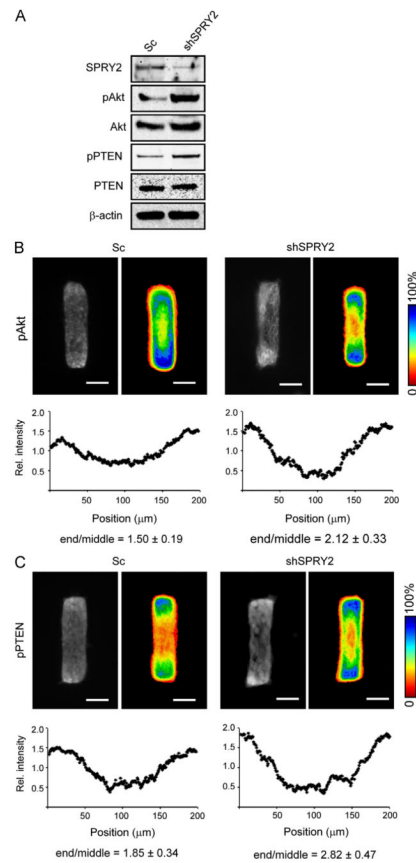 A
Sc shSPRY2
SPRY2
pAkt
Akt
pPTEN
PTEN
β-actin
B
Sc shSPRY2
pAkt
100%
0
Rel. intensity
2.0
1.5
1.0
0.5
50 100 150 200
Position (μm)
end/middle = 1.50 ± 0.19
2.0
1.5
1.0
0.5
50 100 150 200
Position (μm)
end/middle = 2.12 ± 0.33
C
Sc shSPRY2
pPTEN
100%
0
Rel. intensity
2.0
1.5
1.0
0.5
50 100 150 200
Position (μm)
end/middle = 1.85 ± 0.34
2.0
1.5
1.0
0.5
50 100 150 200
Position (μm)
end/middle = 2.82 ± 0.47